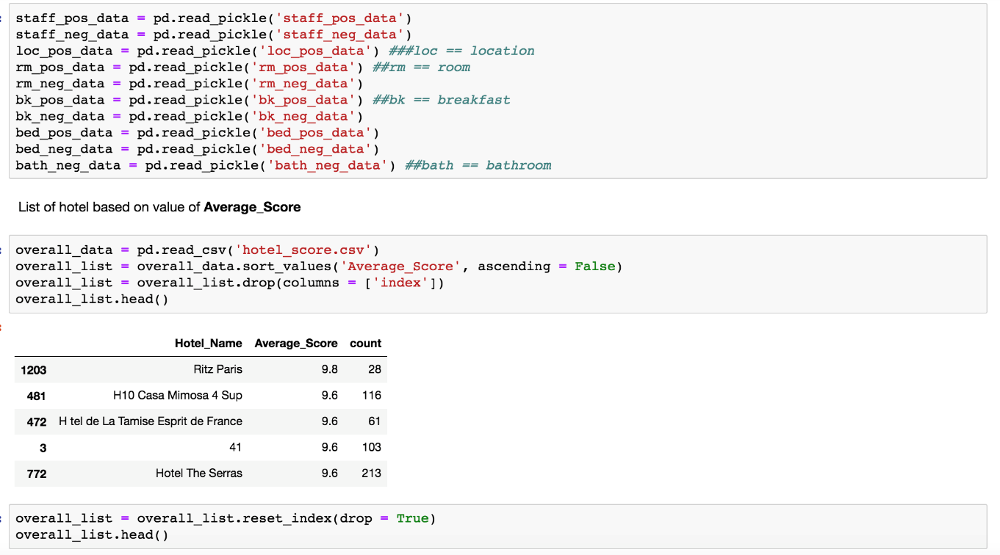 staff_pos_data = pd.read_pickle('staff_pos_data')
staff_neg_data = pd.read_pickle('staff_neg_data')
loc_pos_data = pd.read_pickle('loc_pos_data') ###loc == location
rm_pos_data = pd.read_pickle('rm_pos_data') ##rm == room
rm_neg_data = pd.read_pickle('rm_neg_data')
bk_pos_data = pd.read_pickle('bk_pos_data') ##bk == breakfast
bk_neg_data = pd.read_pickle('bk_neg_data')
bed_pos_data = pd.read_pickle('bed_pos_data')
bed_neg_data = pd.read_pickle('bed_neg_data')
bath_neg_data = pd.read_pickle('bath_neg_data') ##bath == bathroom
List of hotel based on value of Average_Score
overall_data = pd.read_csv('hotel_score.csv')
overall_list = overall_data.sort_values('Average_Score', ascending = False)
overall_list = overall_list.drop(columns = ['index'])
overall_list.head()
Hotel_Name Average_Score count
1203 Ritz Paris 9.8 28
481 H10 Casa Mimosa 4 Sup 9.6 116
472 H tel de La Tamise Esprit de France 9.6 61
3 41 9.6 103
772 Hotel The Serras 9.6 213
overall_list = overall_list.reset_index(drop = True)
overall_list.head()